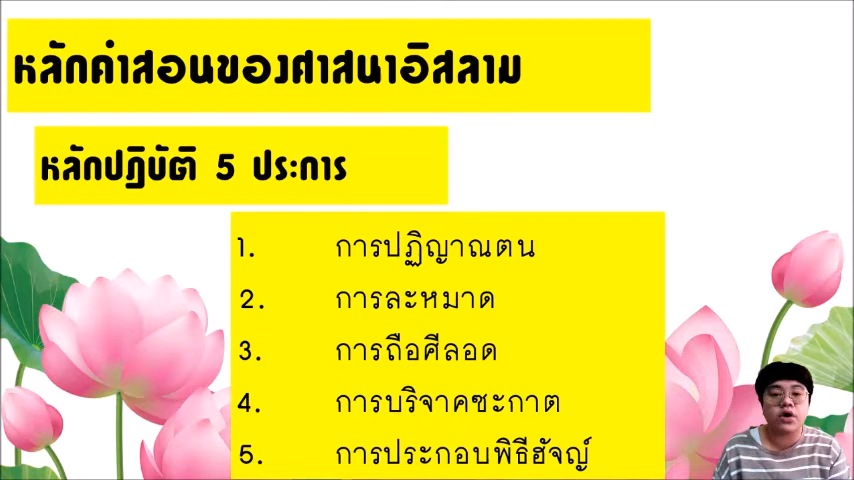 หลักคำสอนของศาสนาอิสลาม
หลักปฏิบัติ 5 ประการ
1. การปฏิญาณตน
2. การละหมาด
3. การถือศีลอด
4. การบริจาคซะกาต
5. การประกอบพิธีฮัจญ์